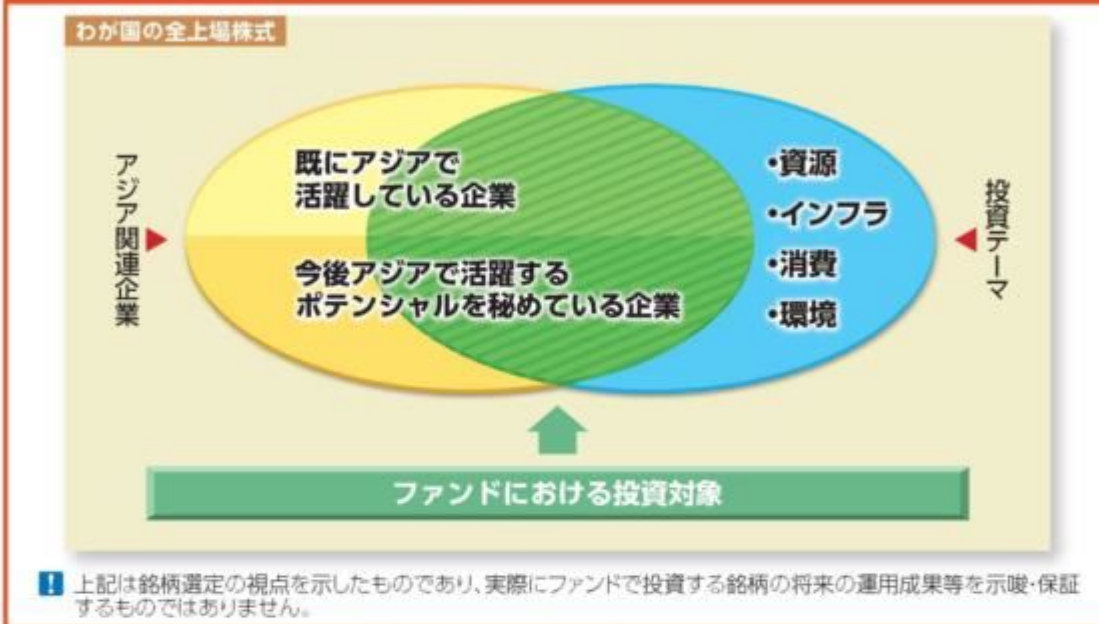 わが国の全上場株式
アジア関連企業
既にアジアで
活躍している企業
今後アジアで活躍する
ポテンシャルを秘めている企業
・資源
・インフラ
・消費
・環境
投資テーマ
ファンドにおける投資対象
! 上記は銘柄選定の視点を示したものであり、実際にファンドで投資する銘柄の将来の運用成果等を示唆・保証
するものではありません。